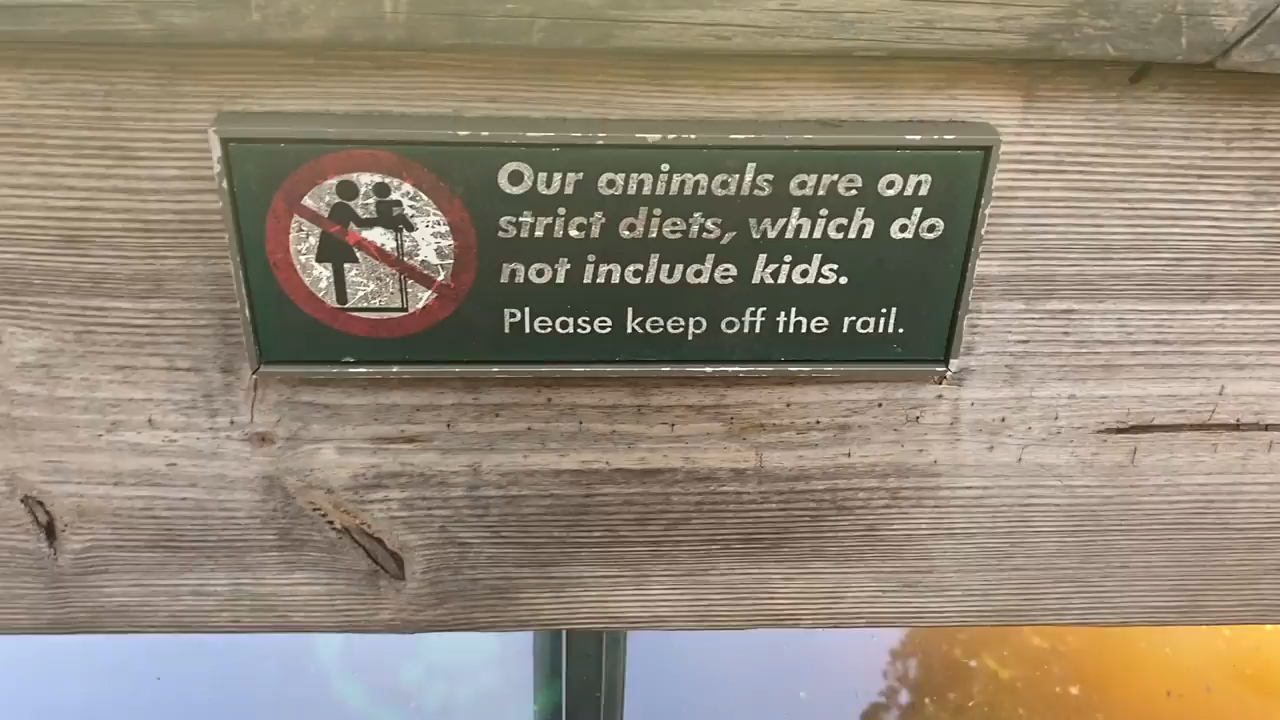 Our animals are on
strict diets, which do
not include kids.
Please keep off the rail.